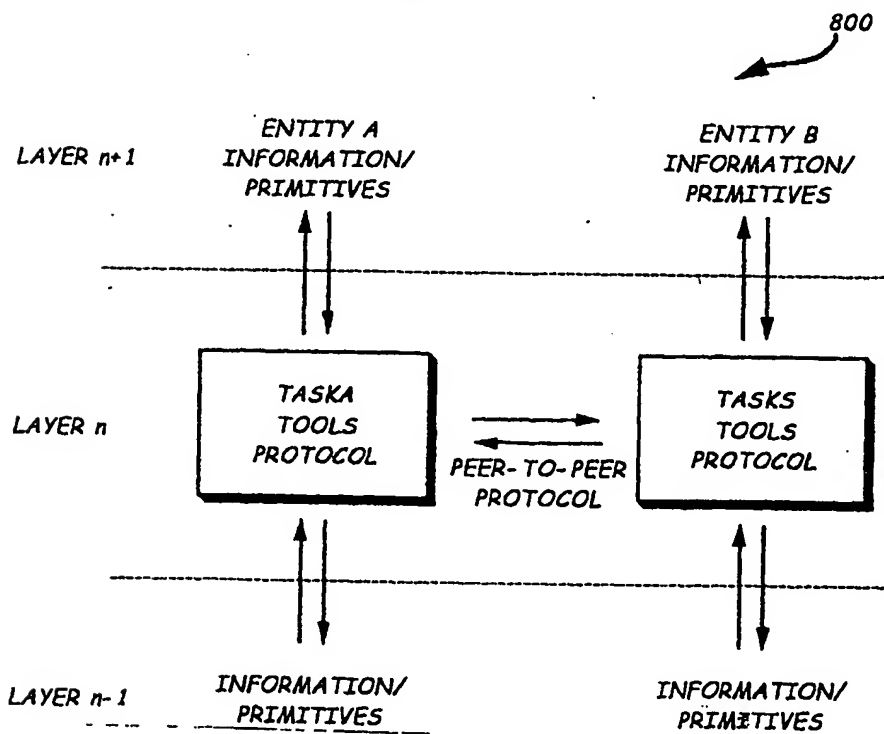 800
LAYER n+1
ENTITY A
INFORMATION/
PRIMITIVES
ENTITY B
INFORMATION/
PRIMITIVES
LAYER n
TASKA
TOOLS
PROTOCOL
PEER-TO-PEER
PROTOCOL
TASKS
TOOLS
PROTOCOL
LAYER n-1
INFORMATION/
PRIMITIVES
INFORMATION/
PRIMITIVES